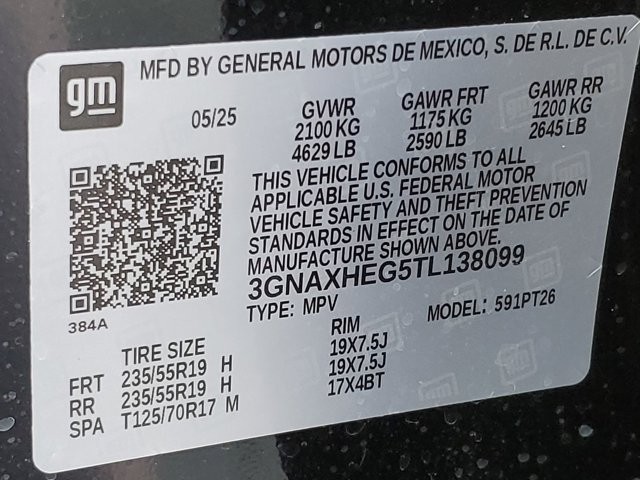 gm
MFD BY GENERAL MOTORS DE MEXICO, S. DE R.L. DE C.V.
05/25 GVWR GAWR FRT GAWR RR
2100 KG 1175 KG 1200 KG
4629 LB 2590 LB 2645 LB
THIS VEHICLE CONFORMS TO ALL
APPLICABLE U.S. FEDERAL MOTOR
VEHICLE SAFETY AND THEFT PREVENTION
STANDARDS IN EFFECT ON THE DATE OF
MANUFACTURE SHOWN ABOVE.
3GNAXHEG5TL138099
TYPE: MPV MODEL: 591PT26
384A
TIRE SIZE RIM
FRT 235/55R19 H 19X7.5J
RR 235/55R19 H 19X7.5J
SPA T125/70R17 M 17X4BT